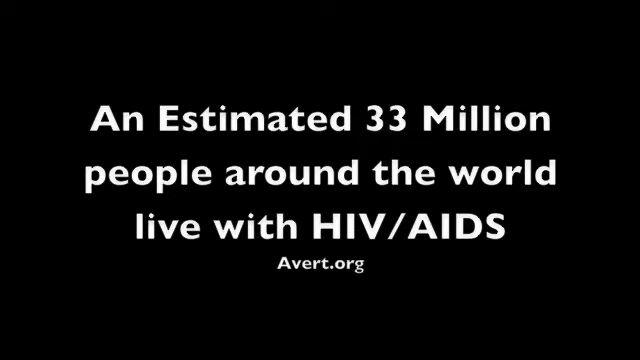 An Estimated 33 Million
people around the world
live with HIV/AIDS
Avert.org